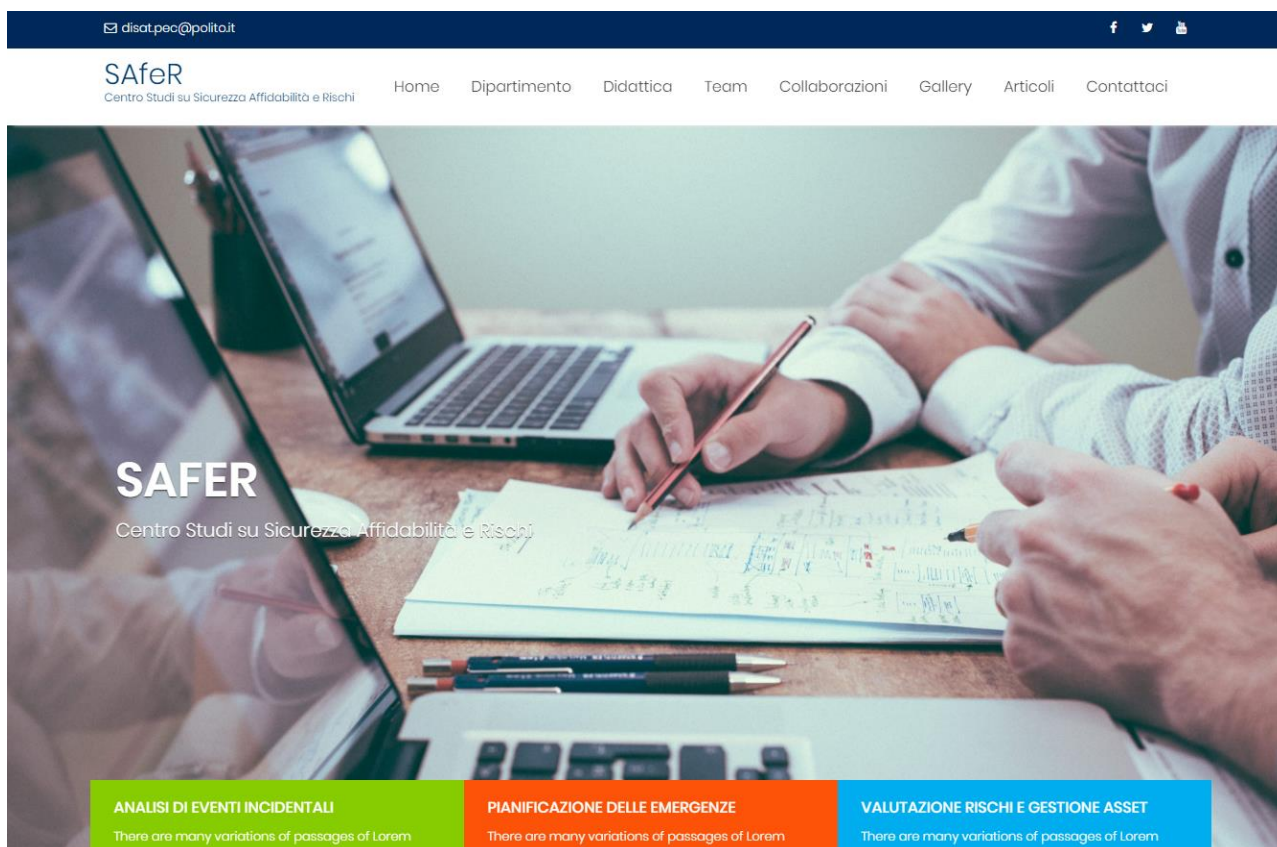 disat.pec@polito.it
SAfeR
Centro Studi su Sicurezza Affidabilità e Rischi
Home Dipartimento Didattica Team Collaborazioni Gallery Articoli Contattaci
SAFER
Centro Studi su Sicurezza Affidabilità e Rischi
ANALISI DI EVENTI INCIDENTALI
There are many variations of passages of Lorem
PIANIFICAZIONE DELLE EMERGENZE
There are many variations of passages of Lorem
VALUTAZIONE RISCHI E GESTIONE ASSET
There are many variations of passages of Lorem